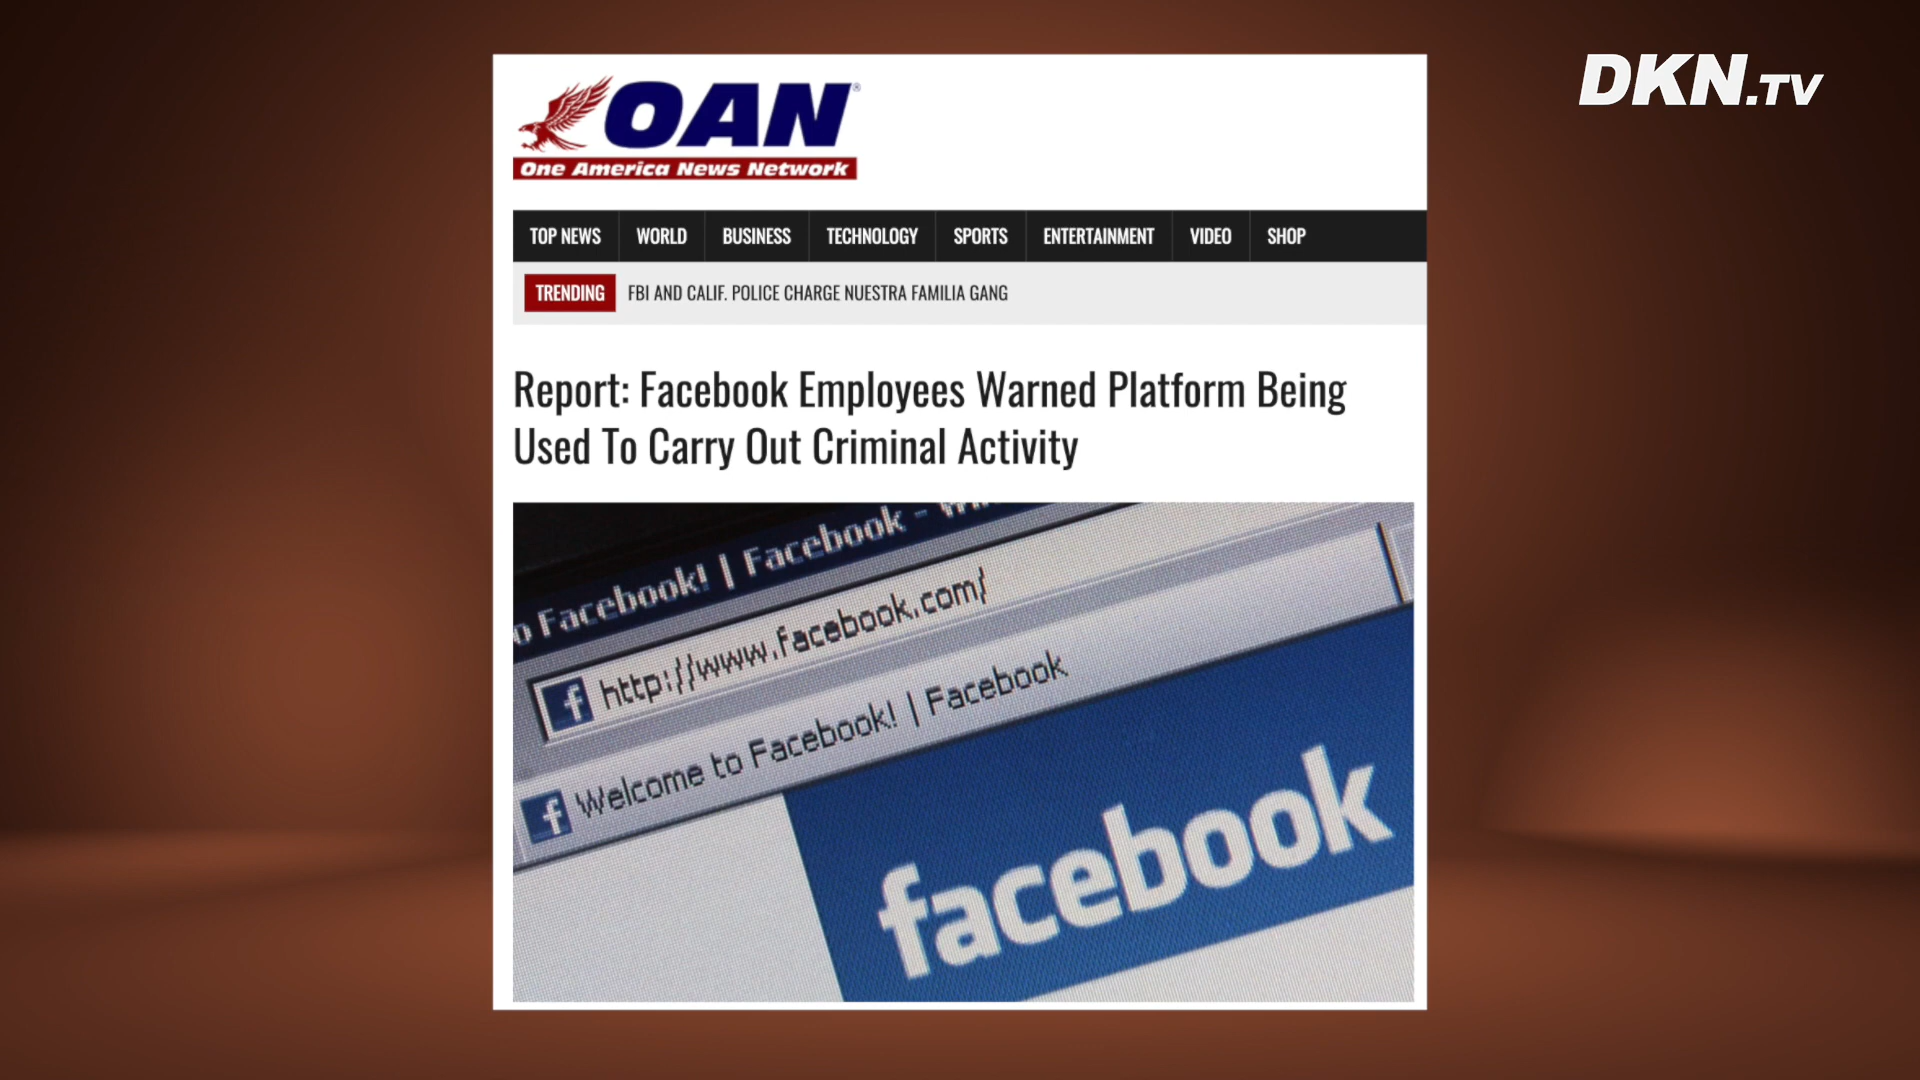 DKN.TV
OAN®
One America News Network
TOP NEWS WORLD BUSINESS TECHNOLOGY SPORTS ENTERTAINMENT VIDEO SHOP
TRENDING FBI AND CALIF. POLICE CHARGE NUESTRA FAMILIA GANG
Report: Facebook Employees Warned Platform Being
Used To Carry Out Criminal Activity
o Facebook! | Facebook -
http://www.facebook.com/
Welcome to Facebook! | Facebook
facebook